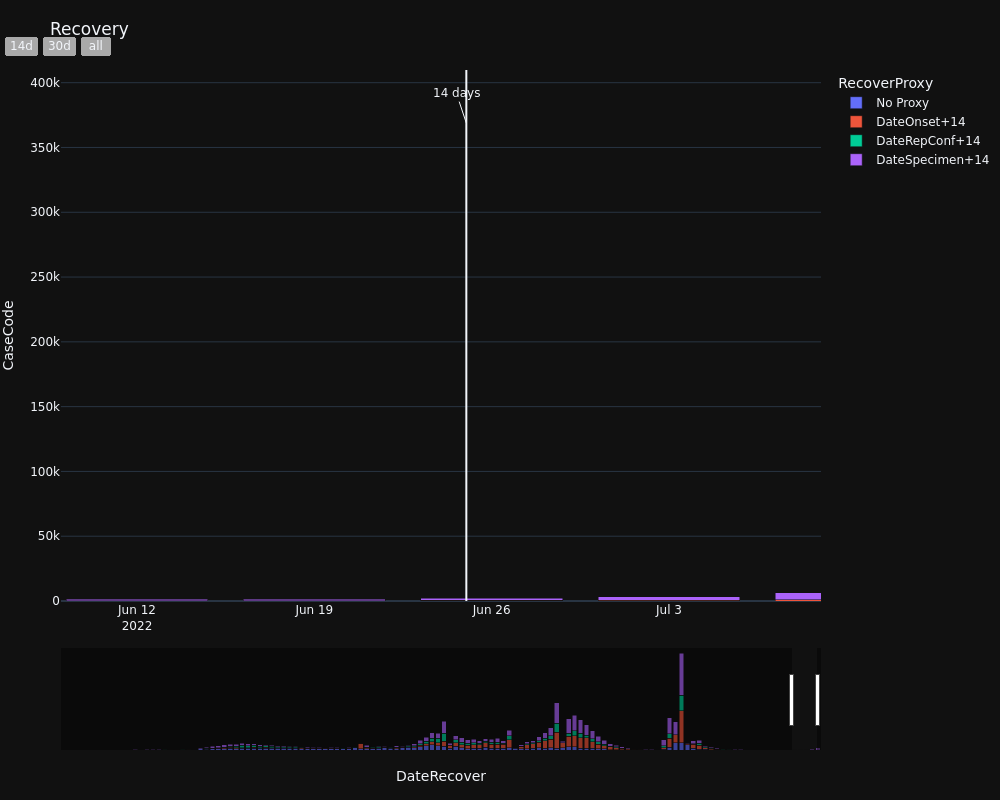 Recovery
14d
30d
all
400k
350k
300k
250k
200k
150k
100k
50k
0
14 days
Jun 12
2022
Jun 19
Jun 26
Jul 3
CaseCode
DateRecover
RecoverProxy
No Proxy
DateOnset+14
DateRepConf+14
DateSpecimen+14